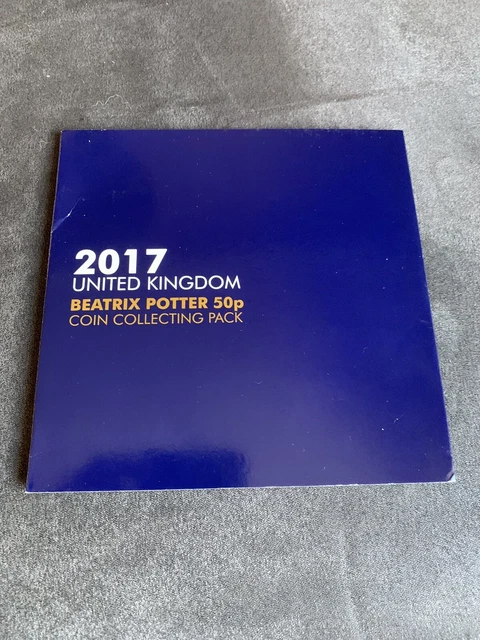 2017
UNITED KINGDOM
BEATRIX POTTER 50p
COIN COLLECTING PACK